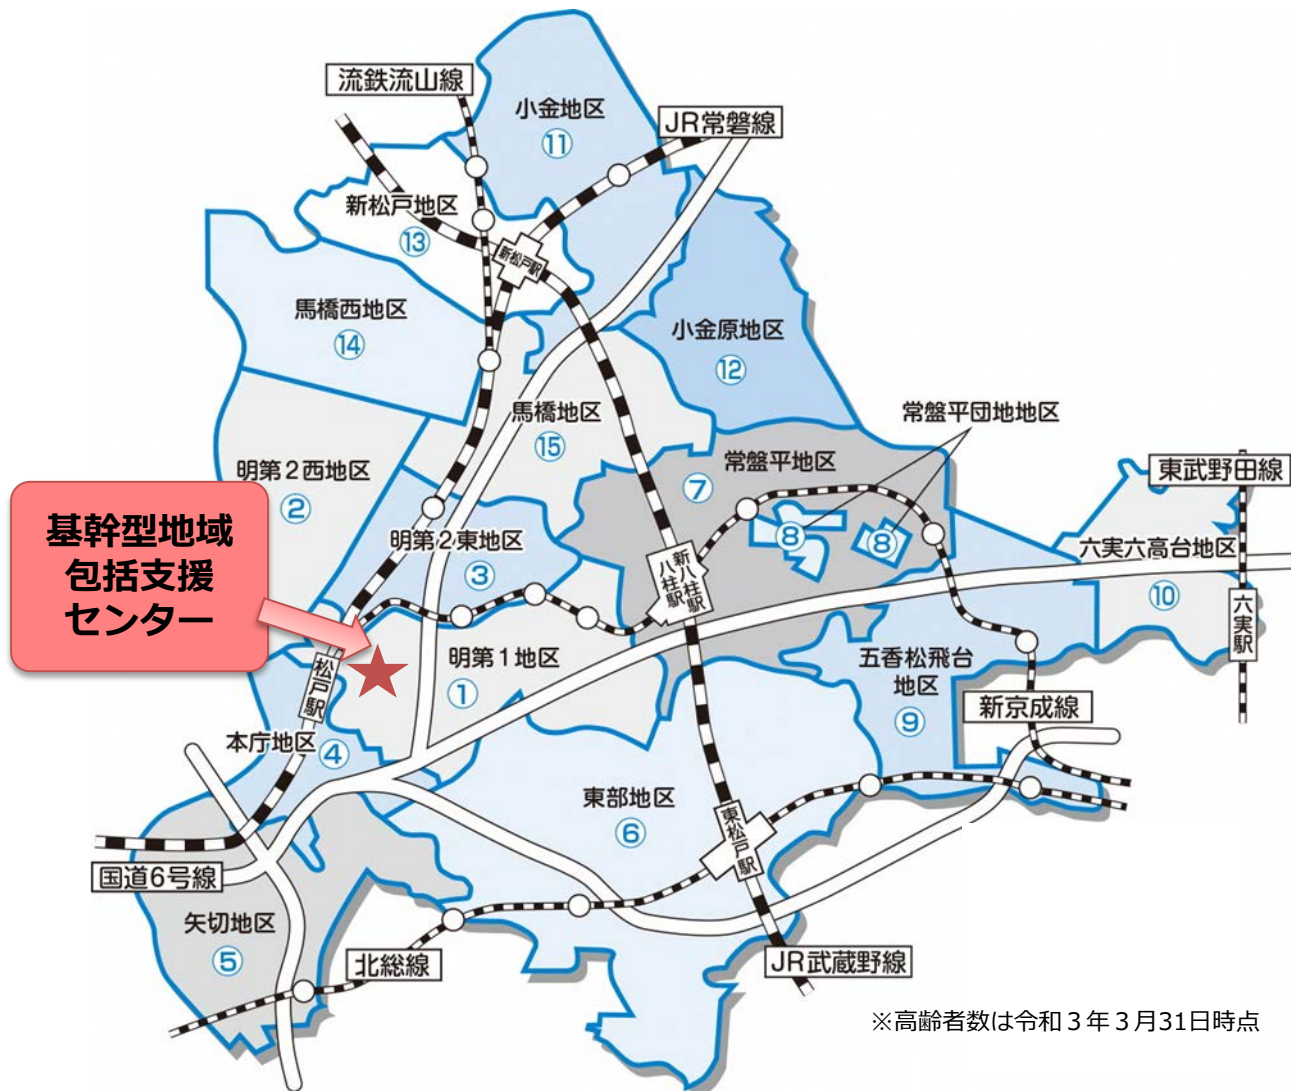 流鉄流山線
小金地区
⑪
JR常磐線
新松戸地区
⑬
新松戸駅
馬橋西地区
⑭
小金原地区
⑫
馬橋地区
⑮
常盤平団地地区
常盤平地区
⑦
⑧
⑧
東武野田線
明第2西地区
②
基幹型地域
包括支援
センター
明第2東地区
③
八柱駅
新八柱駅
六実六高台地区
⑩
六実駅
松戸駅
明第1地区
①
五香松飛台
地区
⑨
新京成線
本庁地区
④
東部地区
⑥
東松戸駅
国道6号線
矢切地区
⑤
北総線
JR武蔵野線
※高齢者数は令和3年3月31日時点